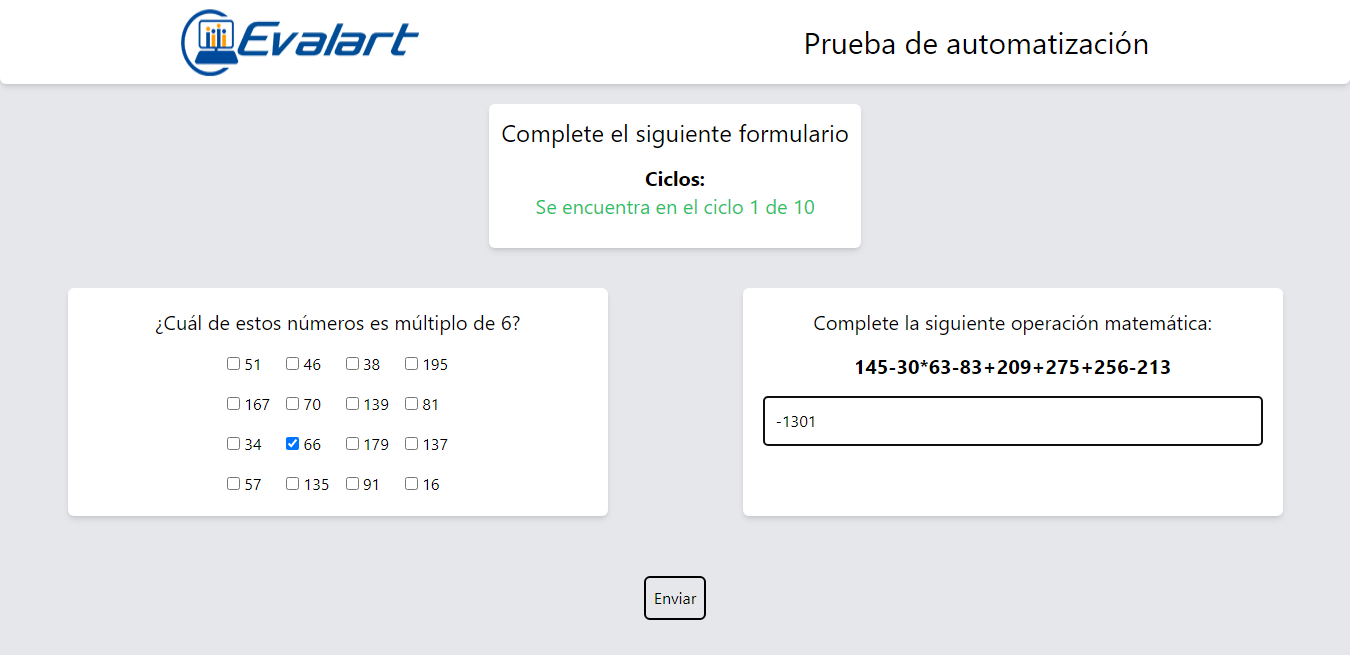 Evalart
Prueba de automatización
Complete el siguiente formulario
Ciclos:
Se encuentra en el ciclo 1 de 10
¿Cuál de estos números es múltiplo de 6?
51 46 38 195
167 70 139 81
34 66 179 137
57 135 91 16
Complete la siguiente operación matemática:
145-30*63-83+209+275+256-213
-1301
Enviar